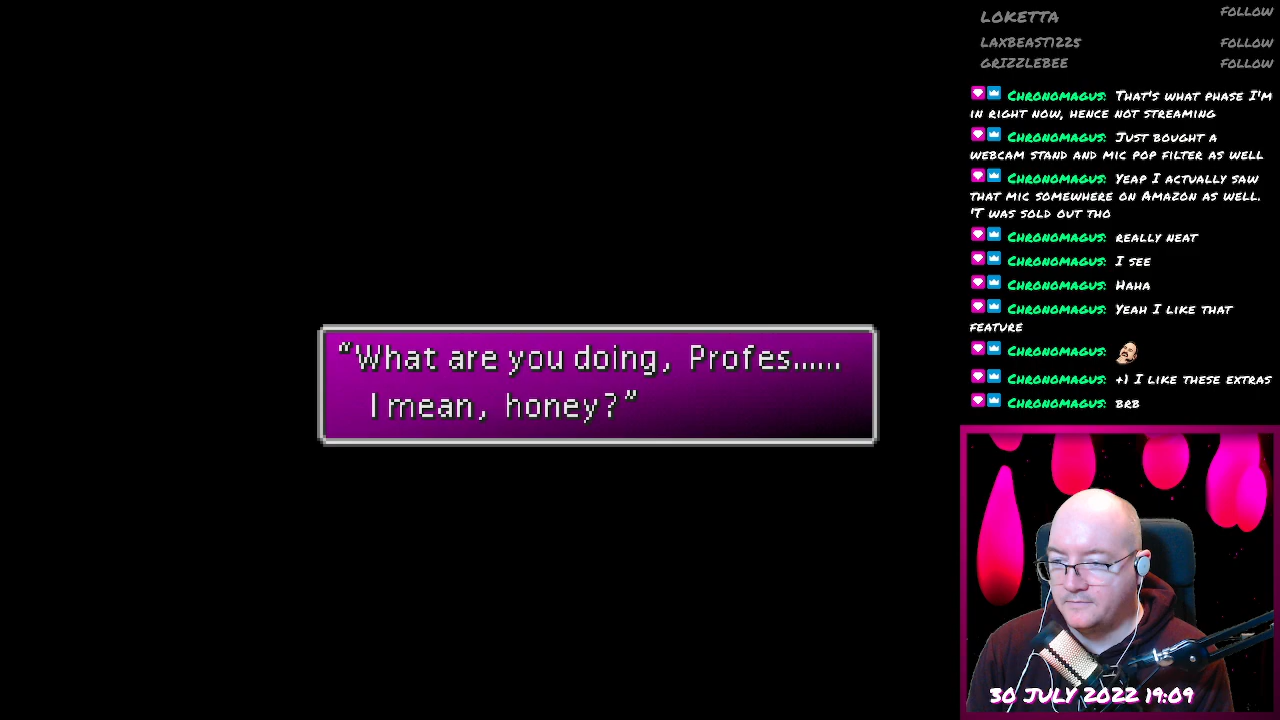 “What are you doing, Profes......
I mean, honey?”
LOKETTA FOLLOW
LAXBEAST1225 FOLLOW
GRIZZLEBEE FOLLOW
CHRONOMAGUS: THAT'S WHAT PHASE I'M
IN RIGHT NOW, HENCE NOT STREAMING
CHRONOMAGUS: JUST BOUGHT A
WEBCAM STAND AND MIC POP FILTER AS WELL
CHRONOMAGUS: YEAP I ACTUALLY SAW
THAT MIC SOMEWHERE ON AMAZON AS WELL.
'T WAS SOLD OUT THO
CHRONOMAGUS: REALLY NEAT
CHRONOMAGUS: I SEE
CHRONOMAGUS: HAHA
CHRONOMAGUS: YEAH I LIKE THAT
FEATURE
CHRONOMAGUS:
CHRONOMAGUS: +1 I LIKE THESE EXTRAS
CHRONOMAGUS: BRB
30 JULY 2022 19:09